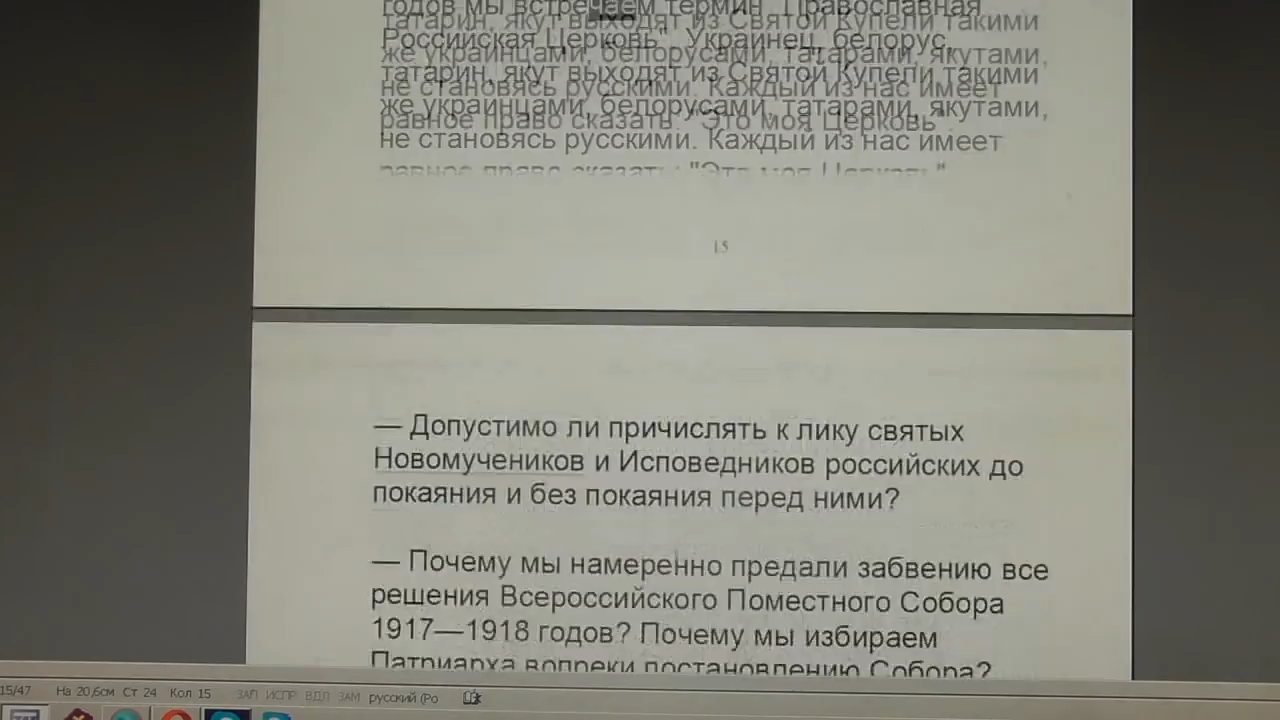 годов мы встречаем термин "Православная
Российская Церковь". Украинец, белорус,
татарин, якут выходят из Святой Купели такими
же украинцами, белорусами, татарами, якутами,
не становясь русскими. Каждый из нас имеет
равное право сказать: "Это моя Церковь"
15
— Допустимо ли причислять к лику святых
Новомучеников и Исповедников российских до
покаяния и без покаяния перед ними?
— Почему мы намеренно предали забвению все
решения Всероссийского Поместного Собора
1917—1918 годов? Почему мы избираем
Патриарха вопреки постановлению Собора?
15/47 На 20,6см Ст 24 Кол 15 ЗАП ИСПР ВДЛ ЗАМ русский (Ро